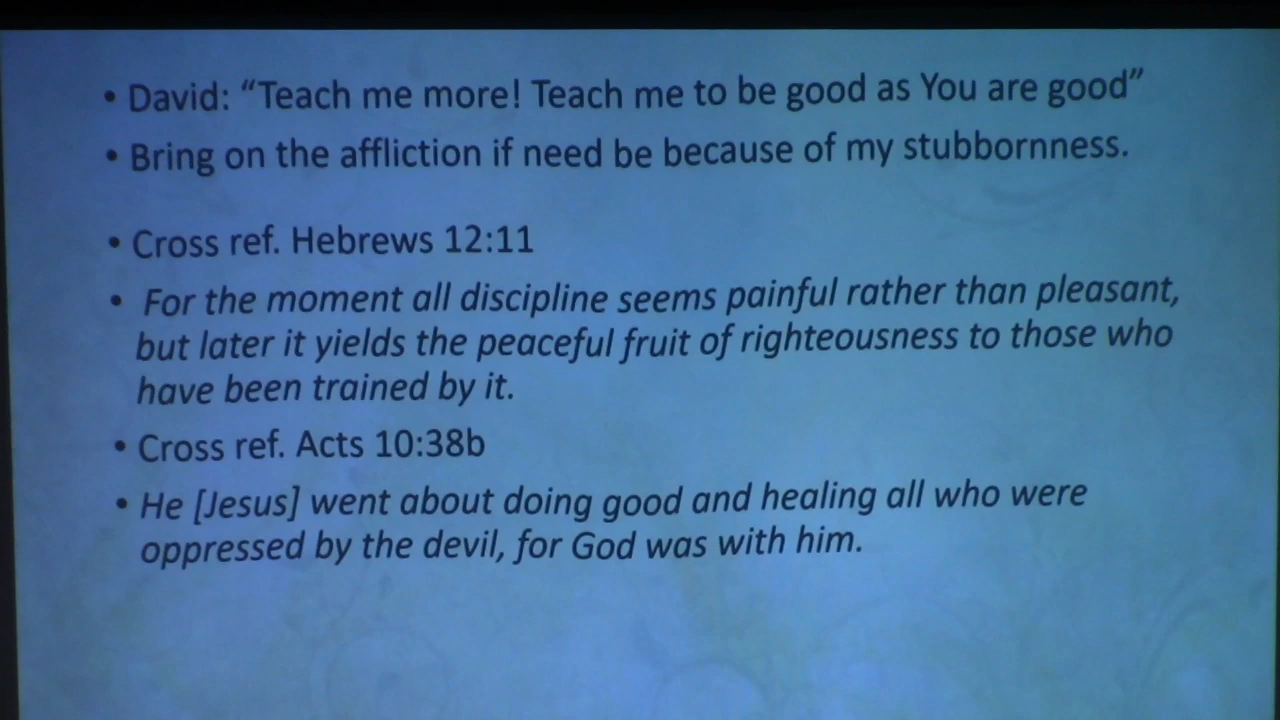 • David: “Teach me more! Teach me to be good as You are good”
• Bring on the affliction if need be because of my stubbornness.
• Cross ref. Hebrews 12:11
• For the moment all discipline seems painful rather than pleasant,
but later it yields the peaceful fruit of righteousness to those who
have been trained by it.
• Cross ref. Acts 10:38b
• He [Jesus] went about doing good and healing all who were
oppressed by the devil, for God was with him.